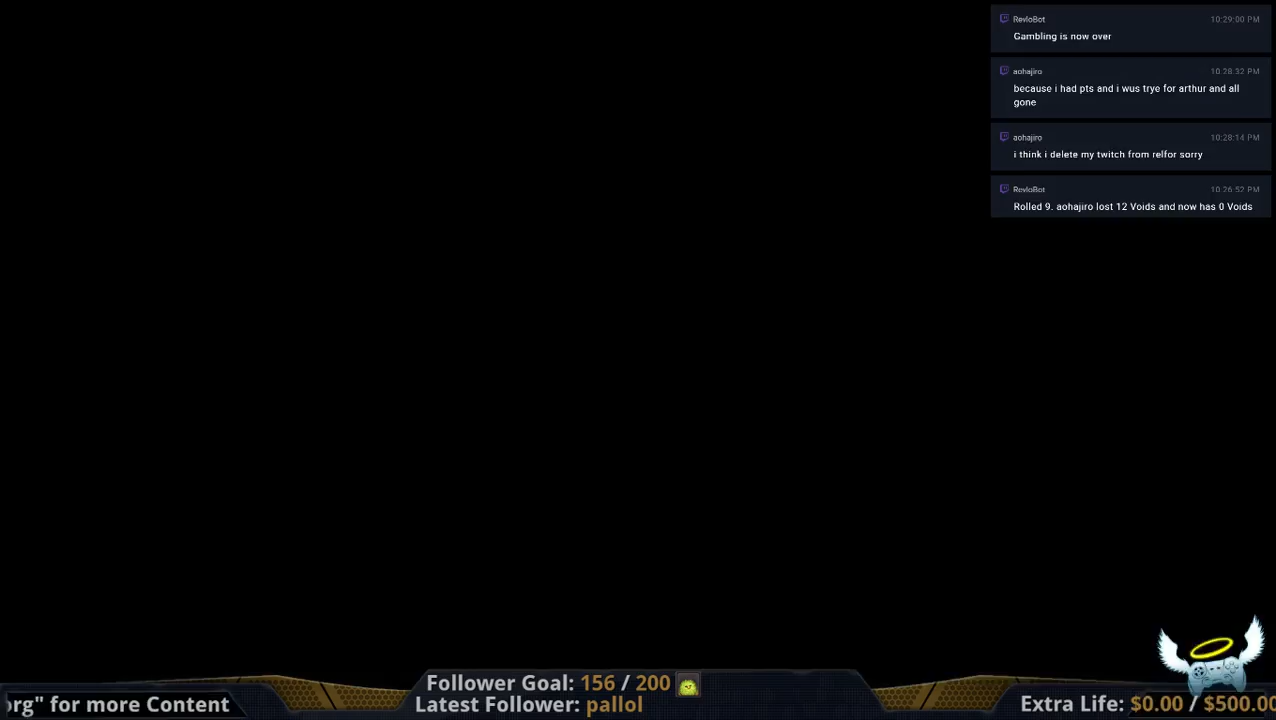 RevloBot 10:29:00 PM
Gambling is now over
aohajiro 10:28:32 PM
because i had pts and i wus trye for arthur and all
gone
aohajiro 10:28:14 PM
i think i delete my twitch from relfor sorry
RevloBot 10:26:52 PM
Rolled 9. aohajiro lost 12 Voids and now has 0 Voids
Follower Goal: 156 / 200
Latest Follower: pallol
org" for more Content
Extra Life: $0.00 / $500.00